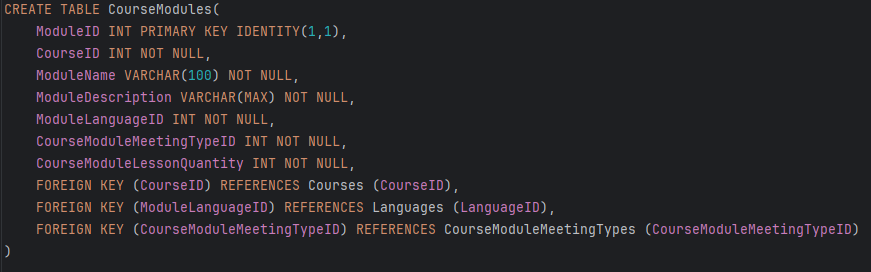 CREATE TABLE CourseModules(
    ModuleID INT PRIMARY KEY IDENTITY(1,1),
    CourseID INT NOT NULL,
    ModuleName VARCHAR(100) NOT NULL,
    ModuleDescription VARCHAR(MAX) NOT NULL,
    ModuleLanguageID INT NOT NULL,
    CourseModuleMeetingTypeID INT NOT NULL,
    CourseModuleLessonQuantity INT NOT NULL,
    FOREIGN KEY (CourseID) REFERENCES Courses (CourseID),
    FOREIGN KEY (ModuleLanguageID) REFERENCES Languages (LanguageID),
    FOREIGN KEY (CourseModuleMeetingTypeID) REFERENCES CourseModuleMeetingTypes (CourseModuleMeetingTypeID)
)